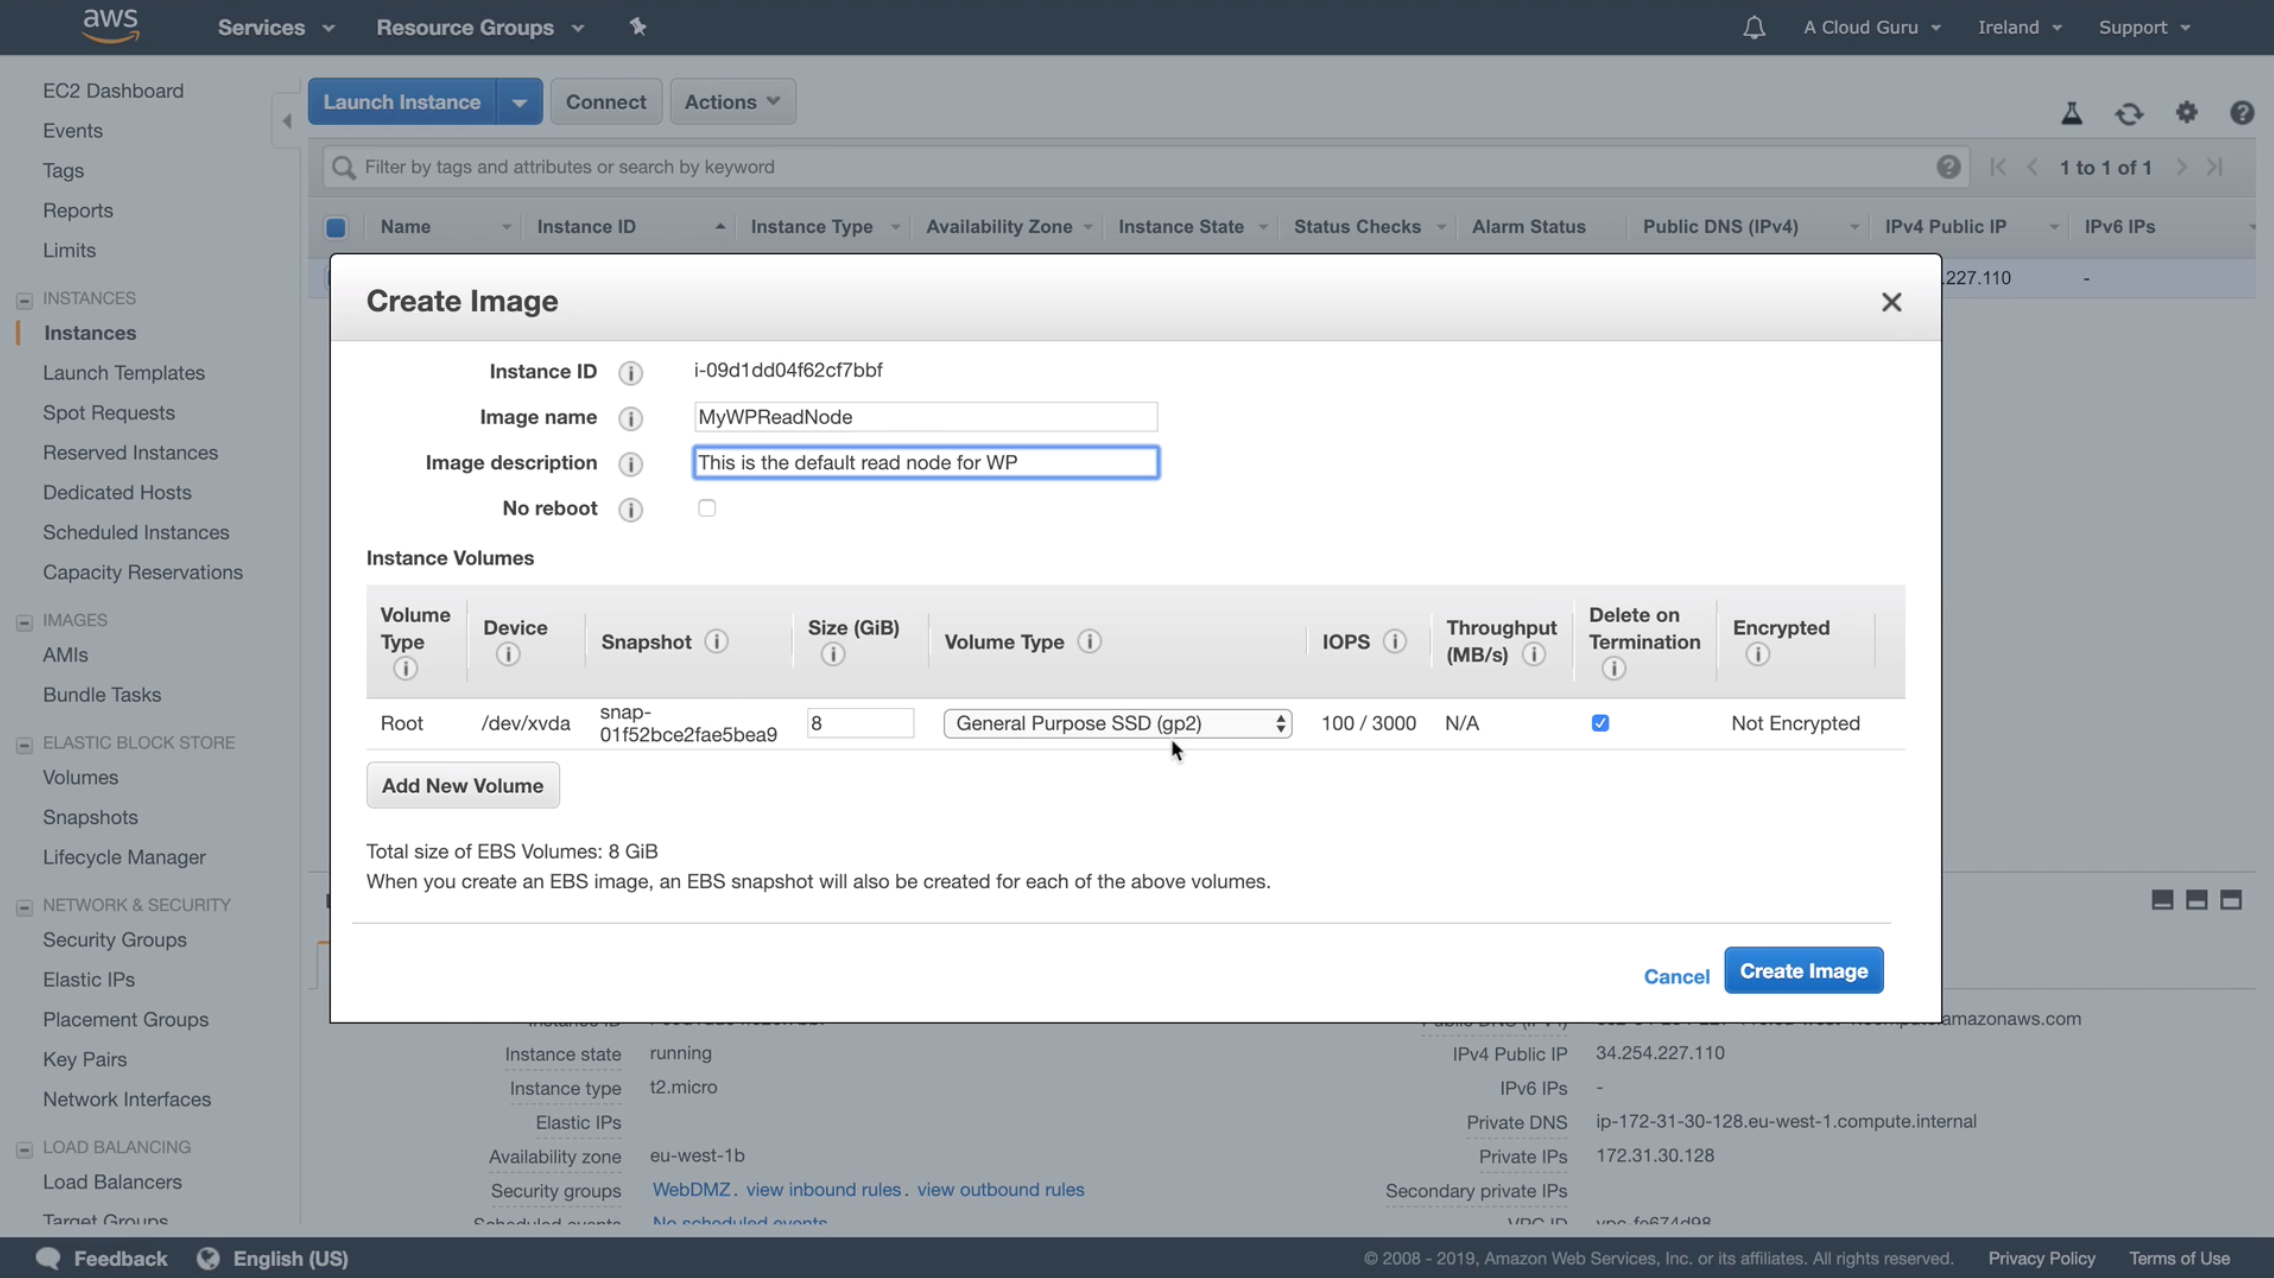 aws Services Resource Groups A Cloud Guru Ireland Support
EC2 Dashboard
Events
Tags
Reports
Limits
INSTANCES
Instances
Launch Templates
Spot Requests
Reserved Instances
Dedicated Hosts
Scheduled Instances
Capacity Reservations
IMAGES
AMIs
Bundle Tasks
ELASTIC BLOCK STORE
Volumes
Snapshots
Lifecycle Manager
NETWORK & SECURITY
Security Groups
Elastic IPs
Placement Groups
Key Pairs
Network Interfaces
LOAD BALANCING
Load Balancers
Target Groups
Launch Instance Connect Actions
Filter by tags and attributes or search by keyword 1 to 1 of 1
Name Instance ID Instance Type Availability Zone Instance State Status Checks Alarm Status Public DNS (IPv4) IPv4 Public IP IPv6 IPs
.227.110 -
Create Image
Instance ID i-09d1dd04f62cf7bbf
Image name MyWPReadNode
Image description This is the default read node for WP
No reboot
Instance Volumes
Volume Type Device Snapshot Size (GiB) Volume Type IOPS Throughput (MB/s) Delete on Termination Encrypted
Root /dev/xvda snap-01f52bce2fae5bea9 8 General Purpose SSD (gp2) 100 / 3000 N/A Not Encrypted
Add New Volume
Total size of EBS Volumes: 8 GiB
When you create an EBS image, an EBS snapshot will also be created for each of the above volumes.
Cancel Create Image
amazonaws.com
Instance state running IPv4 Public IP 34.254.227.110
Instance type t2.micro IPv6 IPs -
Elastic IPs Private DNS ip-172-31-30-128.eu-west-1.compute.internal
Availability zone eu-west-1b Private IPs 172.31.30.128
Security groups WebDMZ. view inbound rules. view outbound rules Secondary private IPs
Scheduled events No scheduled events VPC ID vpc-fe674d98
Feedback English (US) © 2008 - 2019, Amazon Web Services, Inc. or its affiliates. All rights reserved. Privacy Policy Terms of Use